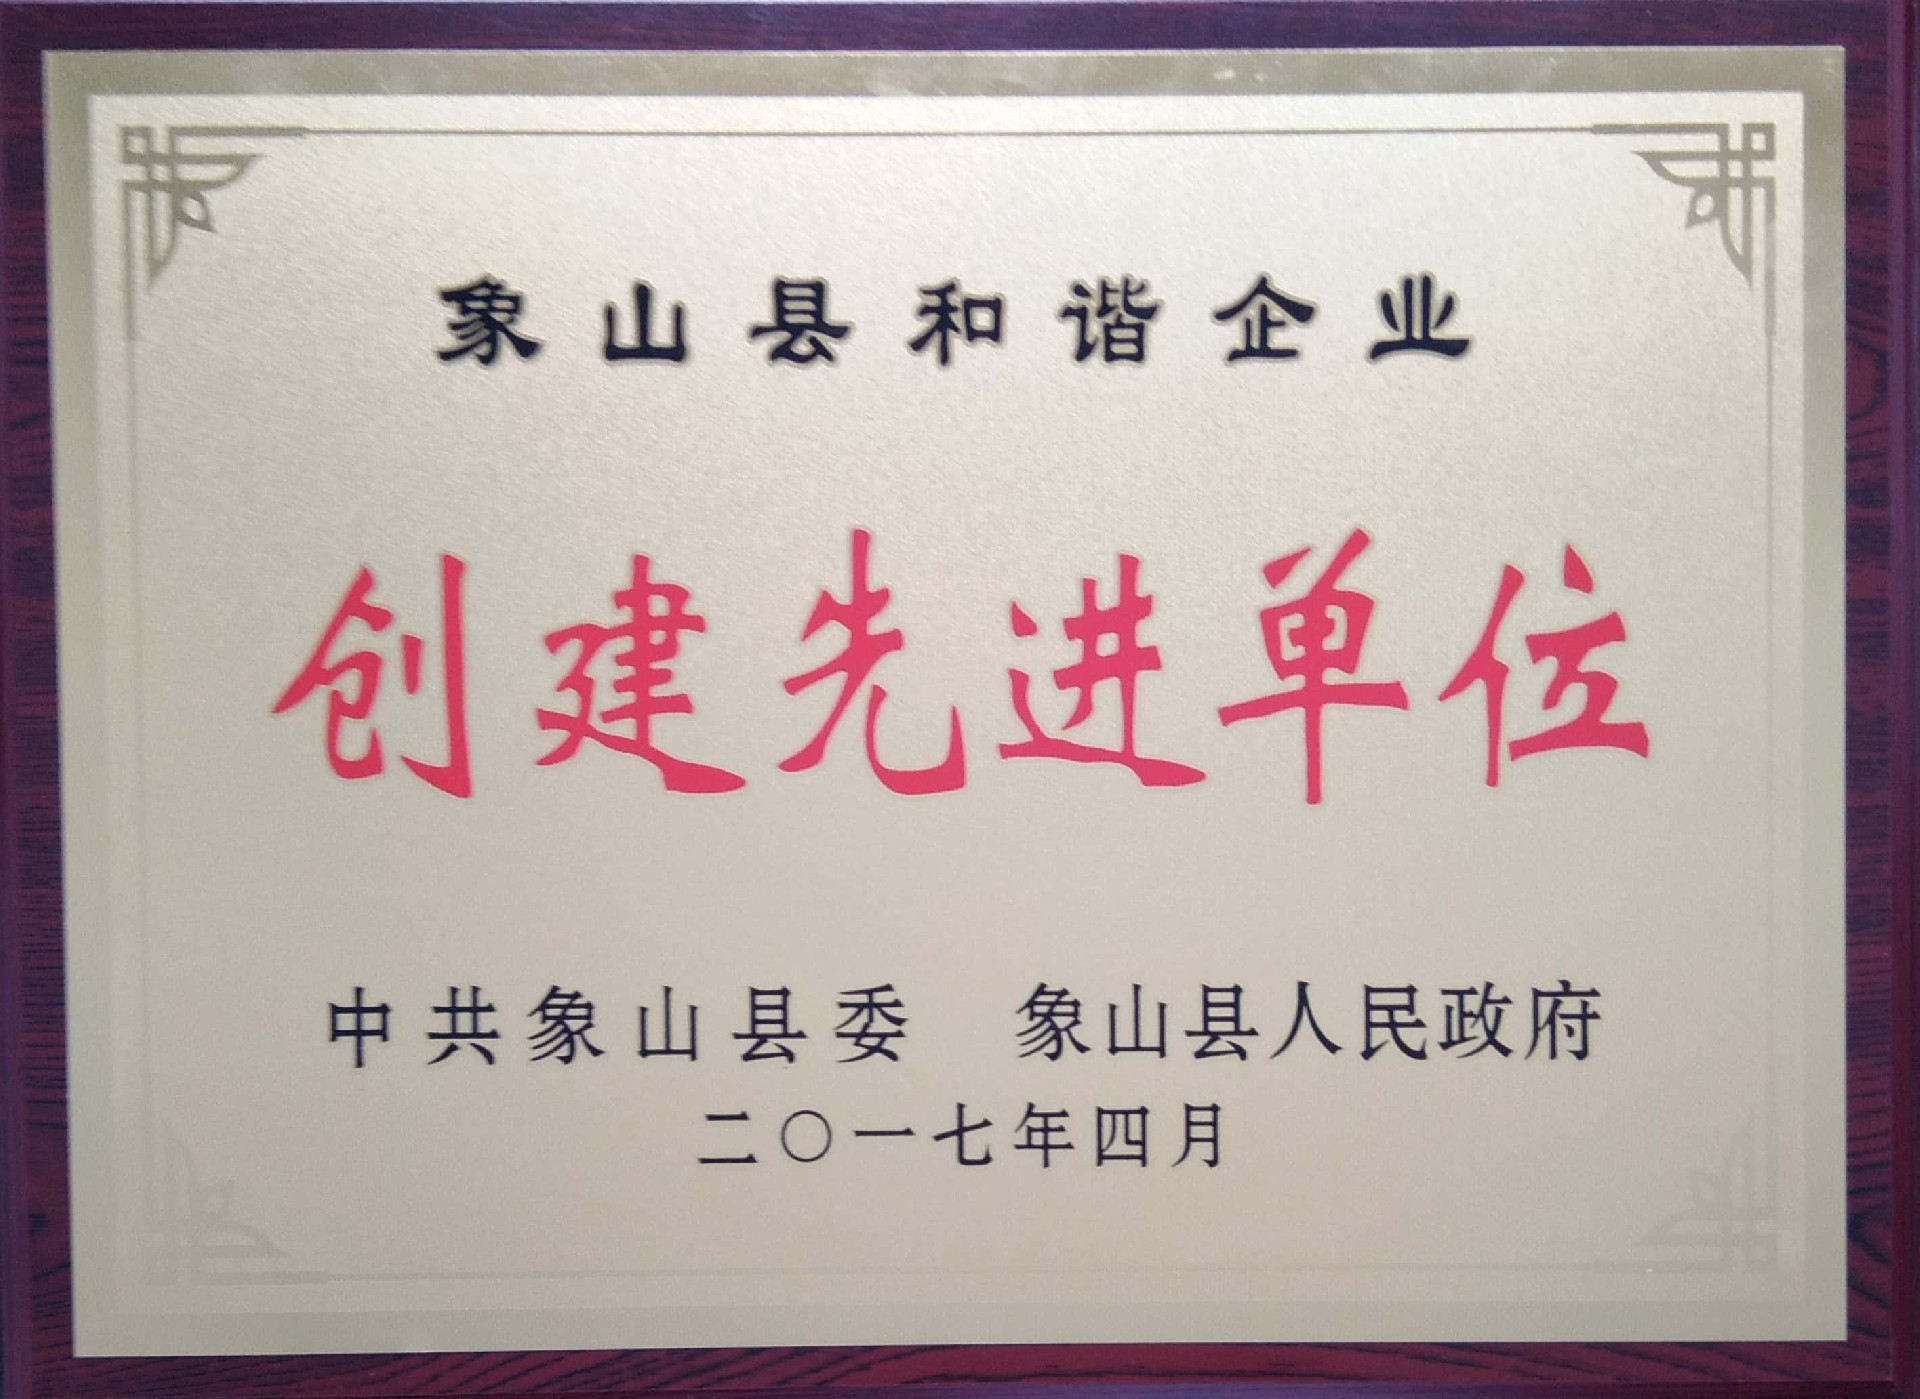 象山县和谐企业
创建先进单位
中共象山县委 象山县人民政府
二〇一七年四月